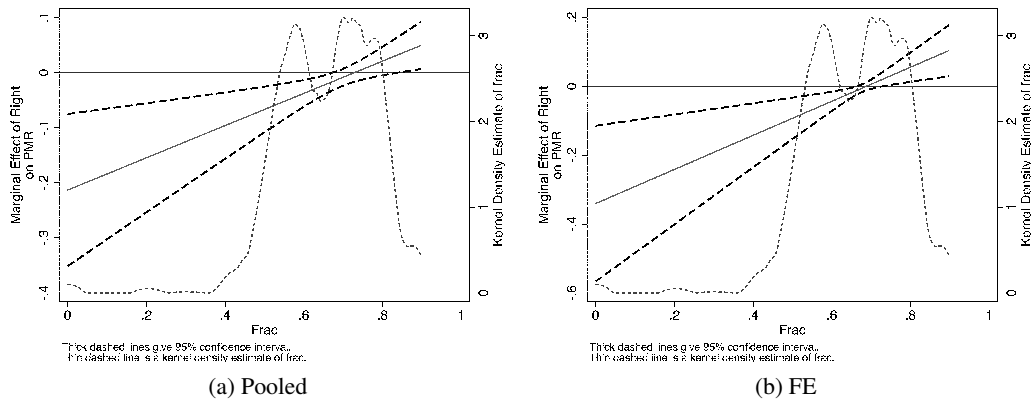 .1
0
-.1
-.2
-.3
-.4
Marginal Effect of Right
on PMR
3
2
1
0
Kernel Density Estimate of frac
0
.2
.4
.6
.8
1
Frac
Thick dashed lines give 95% confidence interval.
Thin dashed line is a kernel density estimate of frac.
(a) Pooled
.2
0
-.2
-.4
-.6
Marginal Effect of Right
on PMR
3
2
1
0
Kernel Density Estimate of frac
0
.2
.4
.6
.8
1
Frac
Thick dashed lines give 95% confidence interval.
Thin dashed line is a kernel density estimate of frac.
(b) FE